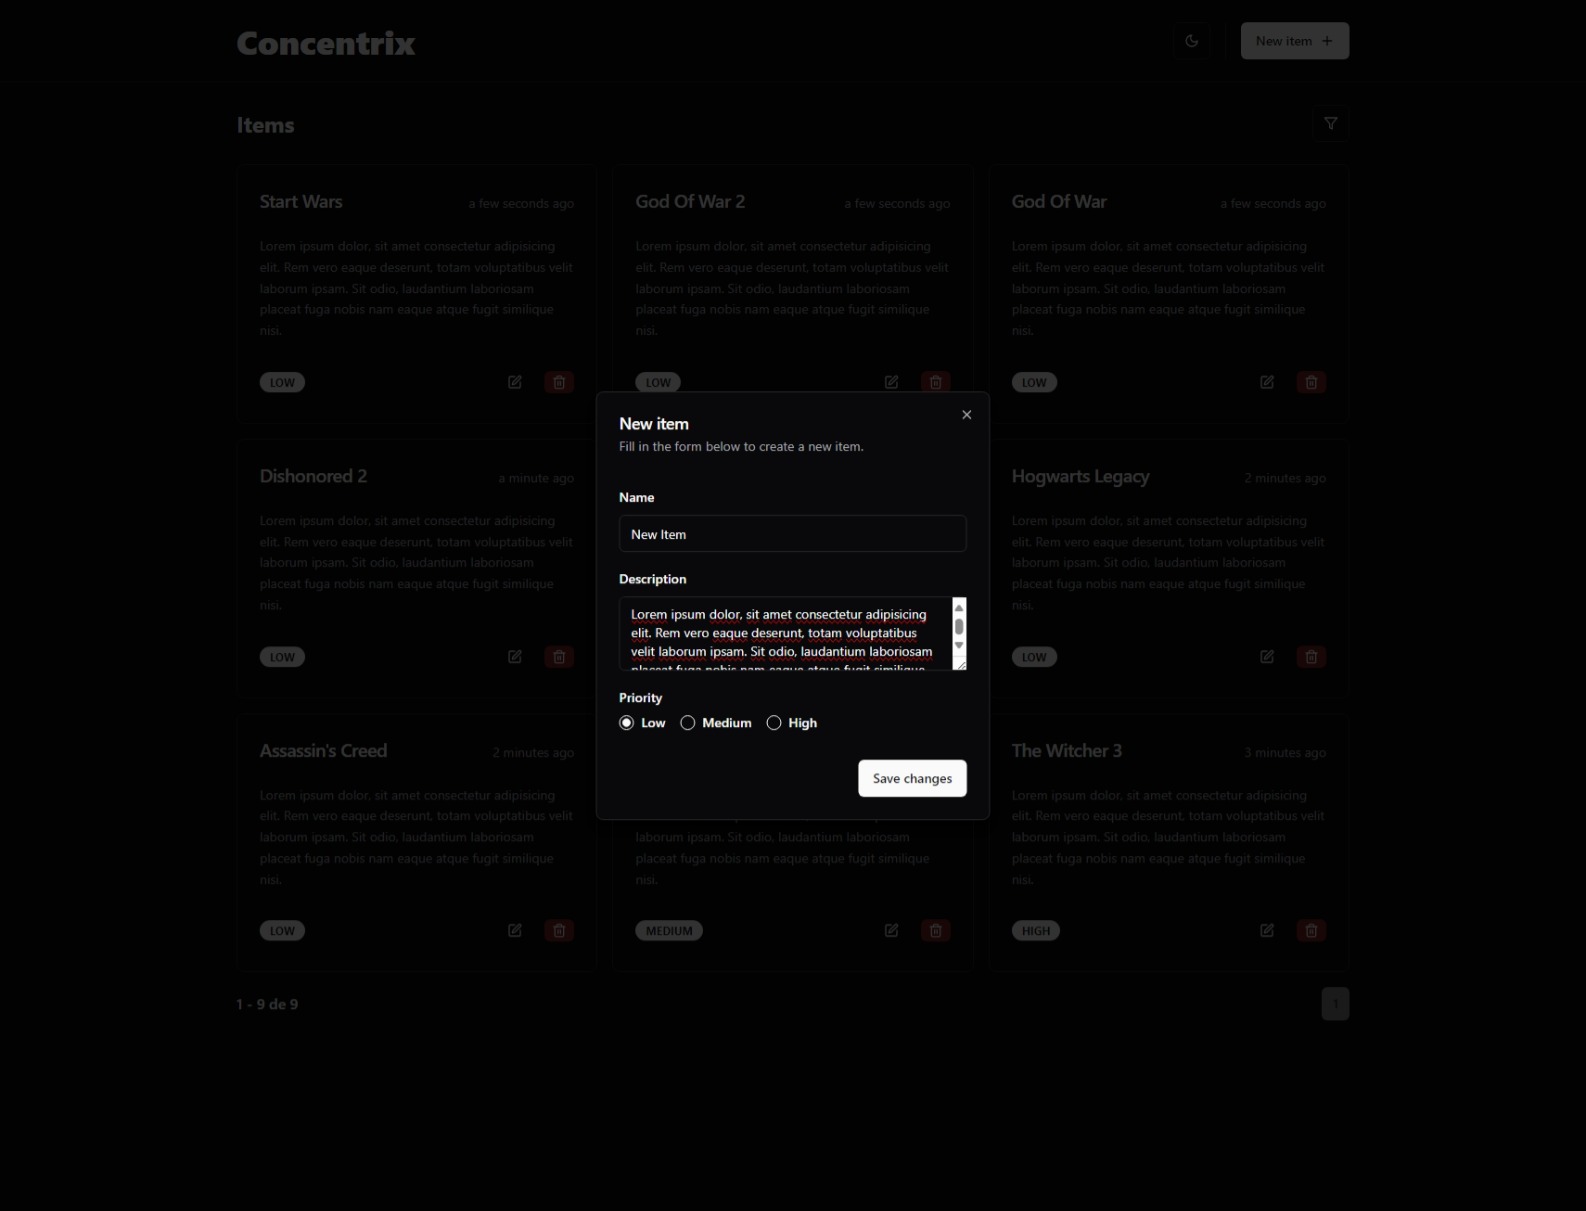 Concentrix
New item +
Items
Start Wars
a few seconds ago
Lorem ipsum dolor, sit amet consectetur adipisicing
elit. Rem vero eaque deserunt, totam voluptatibus velit
laborum ipsam. Sit odio, laudantium laboriosam
placeat fuga nobis nam eaque atque fugit similique
nisi.
LOW
God Of War 2
a few seconds ago
Lorem ipsum dolor, sit amet consectetur adipisicing
elit. Rem vero eaque deserunt, totam voluptatibus velit
laborum ipsam. Sit odio, laudantium laboriosam
placeat fuga nobis nam eaque atque fugit similique
nisi.
LOW
God Of War
a few seconds ago
Lorem ipsum dolor, sit amet consectetur adipisicing
elit. Rem vero eaque deserunt, totam voluptatibus velit
laborum ipsam. Sit odio, laudantium laboriosam
placeat fuga nobis nam eaque atque fugit similique
nisi.
LOW
Dishonored 2
a minute ago
Lorem ipsum dolor, sit amet consectetur adipisicing
elit. Rem vero eaque deserunt, totam voluptatibus velit
laborum ipsam. Sit odio, laudantium laboriosam
placeat fuga nobis nam eaque atque fugit similique
nisi.
LOW
New item
Fill in the form below to create a new item.
Name
New Item
Description
Lorem ipsum dolor, sit amet consectetur adipisicing
elit. Rem vero eaque deserunt, totam voluptatibus
velit laborum ipsam. Sit odio, laudantium laboriosam
placeat fuga nobis nam eaque atque fugit similique
Priority
Low
Medium
High
Save changes
Hogwarts Legacy
2 minutes ago
Lorem ipsum dolor, sit amet consectetur adipisicing
elit. Rem vero eaque deserunt, totam voluptatibus velit
laborum ipsam. Sit odio, laudantium laboriosam
placeat fuga nobis nam eaque atque fugit similique
nisi.
LOW
Assassin's Creed
2 minutes ago
Lorem ipsum dolor, sit amet consectetur adipisicing
elit. Rem vero eaque deserunt, totam voluptatibus velit
laborum ipsam. Sit odio, laudantium laboriosam
placeat fuga nobis nam eaque atque fugit similique
nisi.
LOW
laborum ipsam. Sit odio, laudantium laboriosam
placeat fuga nobis nam eaque atque fugit similique
nisi.
MEDIUM
The Witcher 3
3 minutes ago
Lorem ipsum dolor, sit amet consectetur adipisicing
elit. Rem vero eaque deserunt, totam voluptatibus velit
laborum ipsam. Sit odio, laudantium laboriosam
placeat fuga nobis nam eaque atque fugit similique
nisi.
HIGH
1 - 9 de 9
1